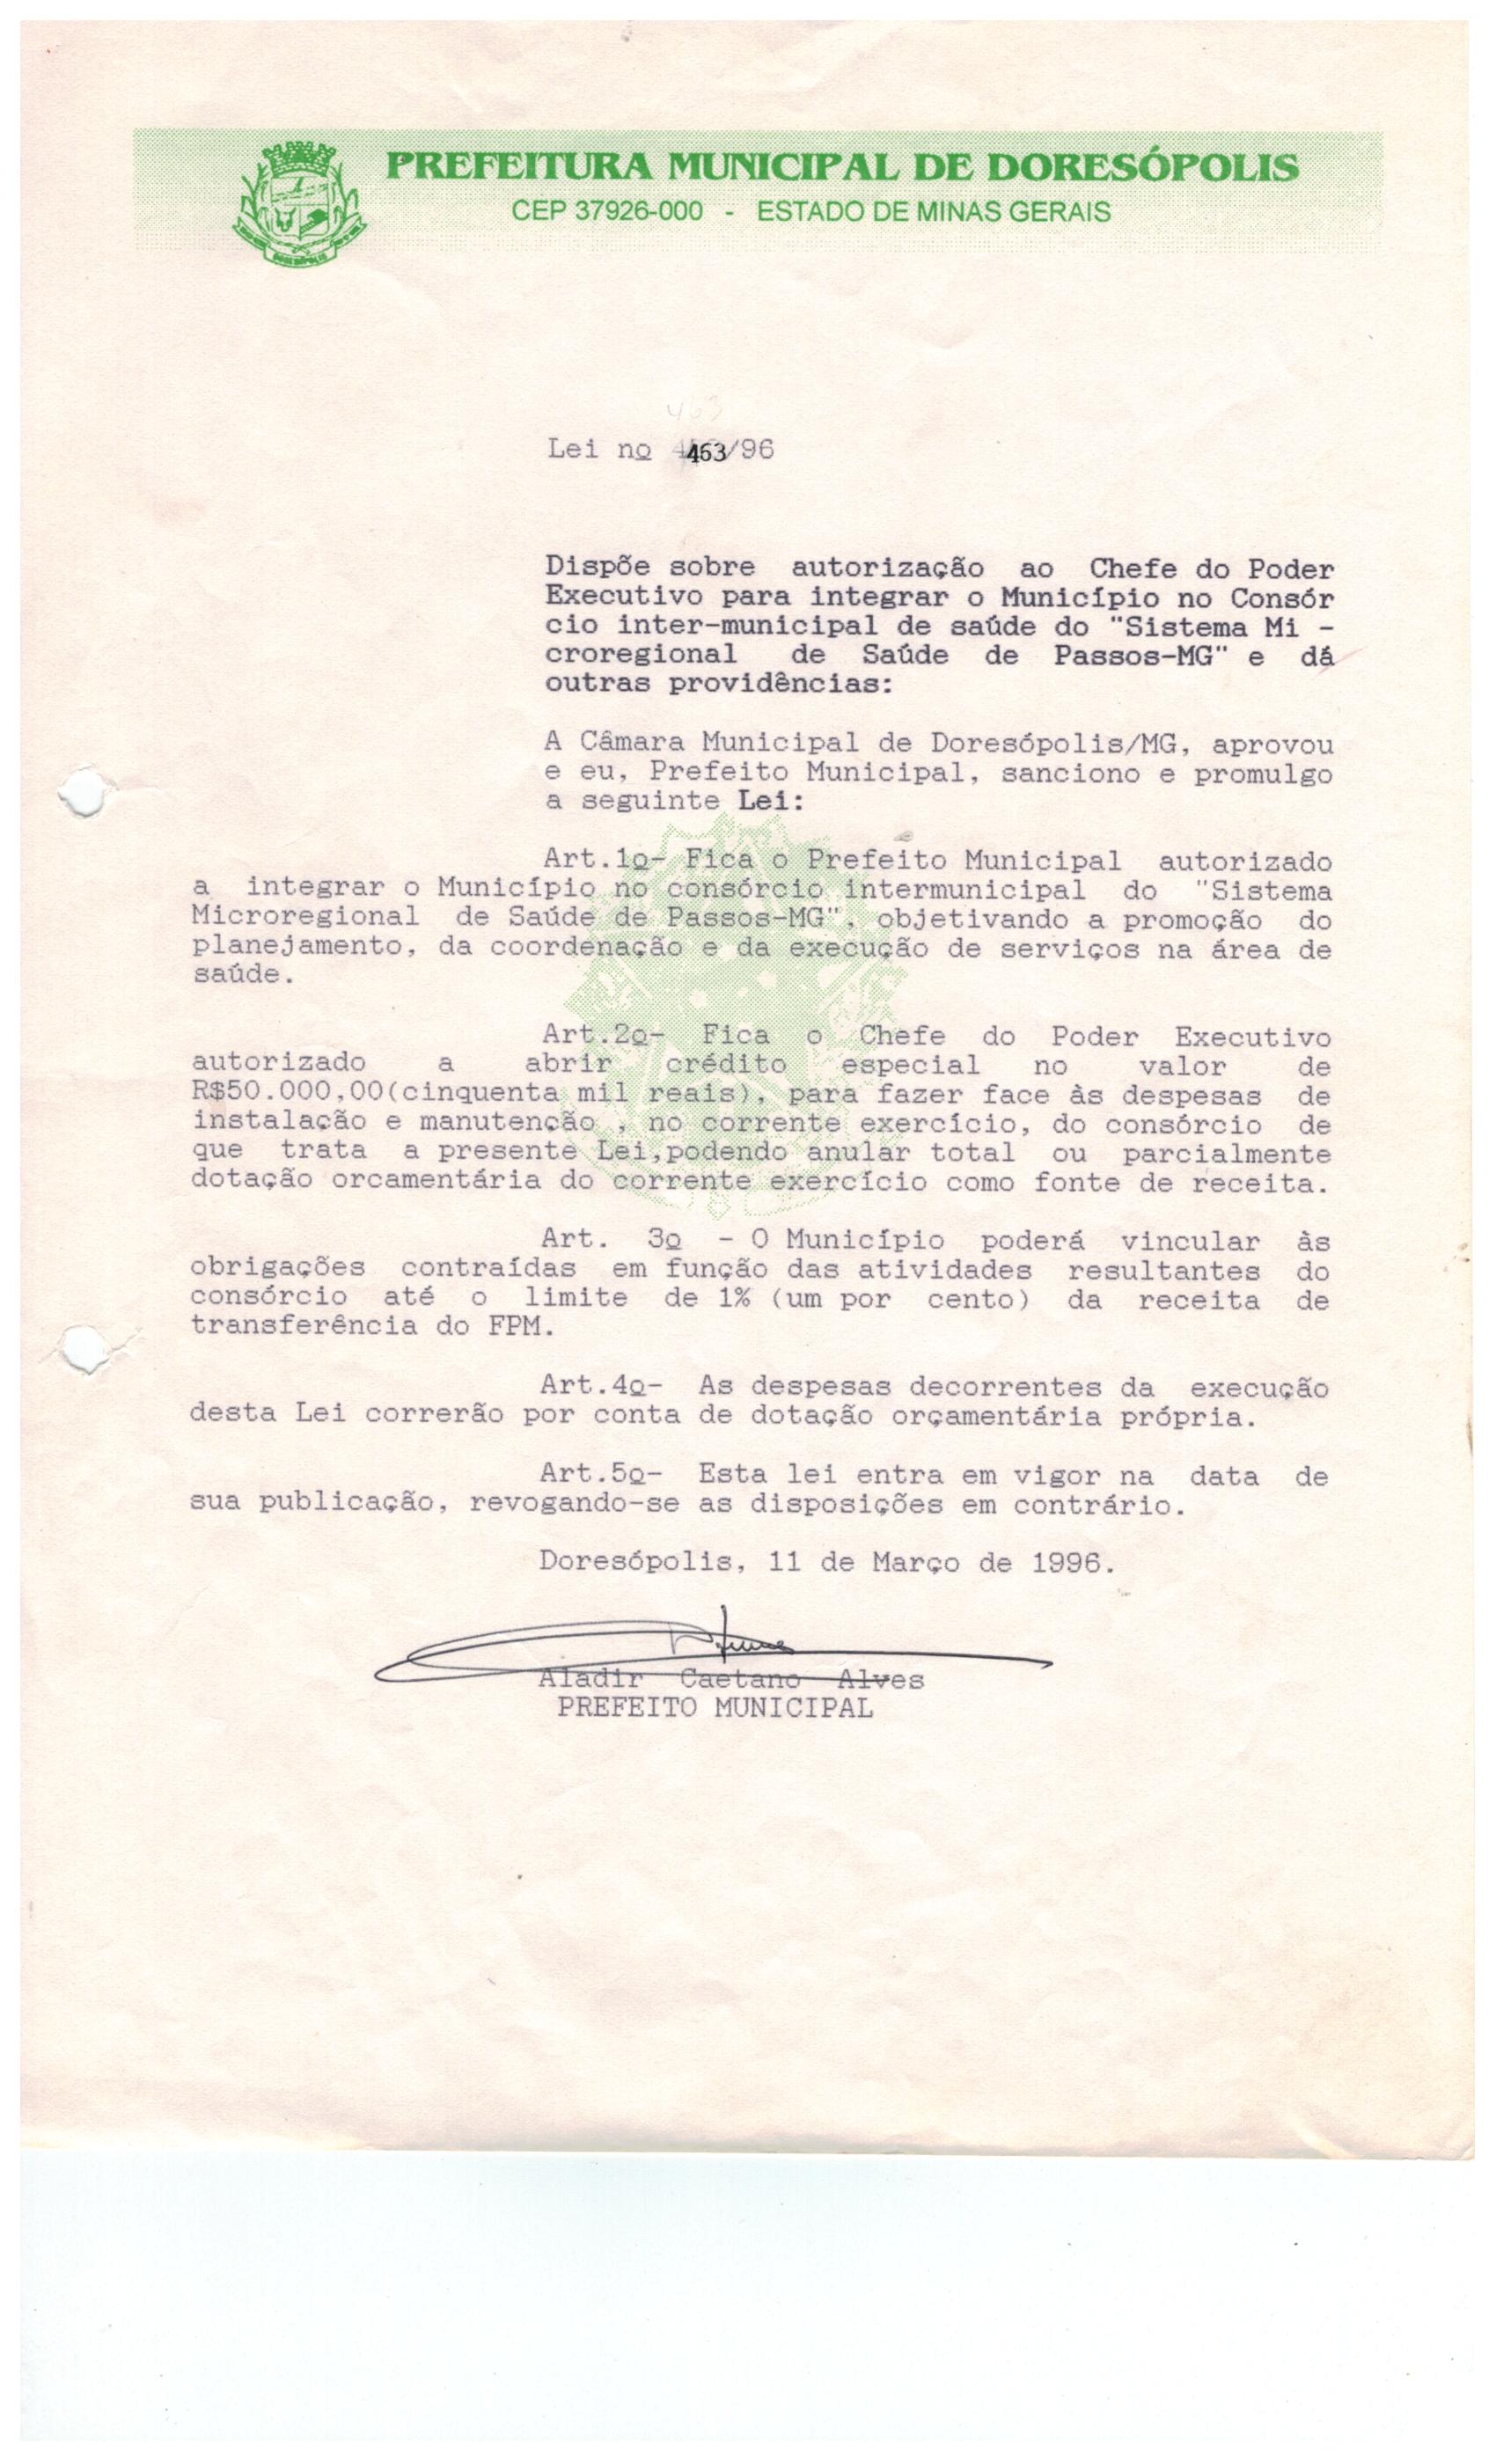 PREFEITURA MUNICIPAL DE DORESÓPOLIS
CEP 37926-000 - ESTADO DE MINAS GERAIS
463
Lei no 463/96
Dispõe sobre autorização ao Chefe do Poder
Executivo para integrar o Município no Consór
cio inter-municipal de saúde do "Sistema Mi -
croregional de Saúde de Passos-MG" e dá
outras providências:
A Câmara Municipal de Doresópolis/MG, aprovou
e eu, Prefeito Municipal, sanciono e promulgo
a seguinte Lei:
Art.1o- Fica o Prefeito Municipal autorizado
a integrar o Município no consórcio intermunicipal do "Sistema
Microregional de Saúde de Passos-MG", objetivando a promoção do
planejamento, da coordenação e da execução de serviços na área de
saúde.
Art.2o- Fica o Chefe do Poder Executivo
autorizado a abrir crédito especial no valor de
R$50.000,00(cinquenta mil reais), para fazer face às despesas de
instalação e manutenção , no corrente exercício, do consórcio de
que trata a presente Lei,podendo anular total ou parcialmente
dotação orcamentária do corrente exercício como fonte de receita.
Art. 3o - O Município poderá vincular às
obrigações contraídas em função das atividades resultantes do
consórcio até o limite de 1% (um por cento) da receita de
transferência do FPM.
Art.4o- As despesas decorrentes da execução
desta Lei correrão por conta de dotação orçamentária própria.
Art.5o- Esta lei entra em vigor na data de
sua publicação, revogando-se as disposições em contrário.
Doresópolis, 11 de Março de 1996.
Aladir Caetano Alves
PREFEITO MUNICIPAL